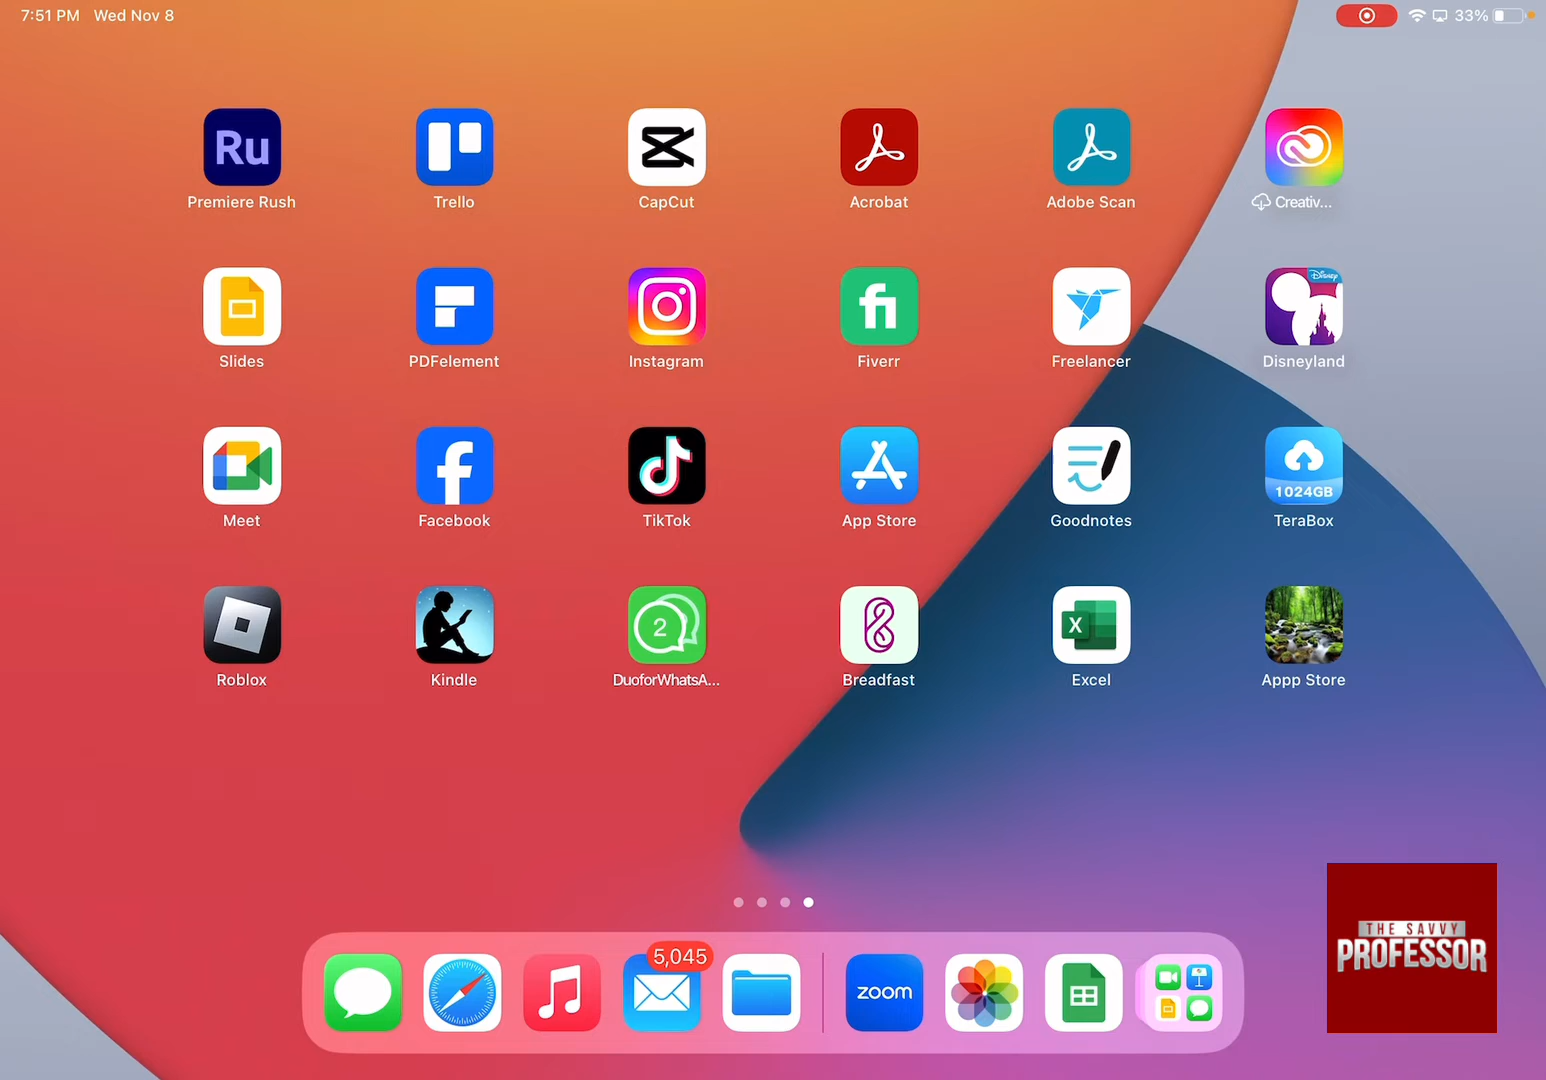 7:51 PM Wed Nov 8
33%
Ru
Premiere Rush
Trello
CapCut
Acrobat
Adobe Scan
Creativ...
Slides
PDFelement
Instagram
fi
Fiverr
Freelancer
Disney
Disneyland
Meet
Facebook
TikTok
App Store
Goodnotes
1024GB
TeraBox
Roblox
Kindle
2
DuoforWhatsA...
Breadfast
X
Excel
Appp Store
5,045
zoom
THE SAVVY
PROFESSOR